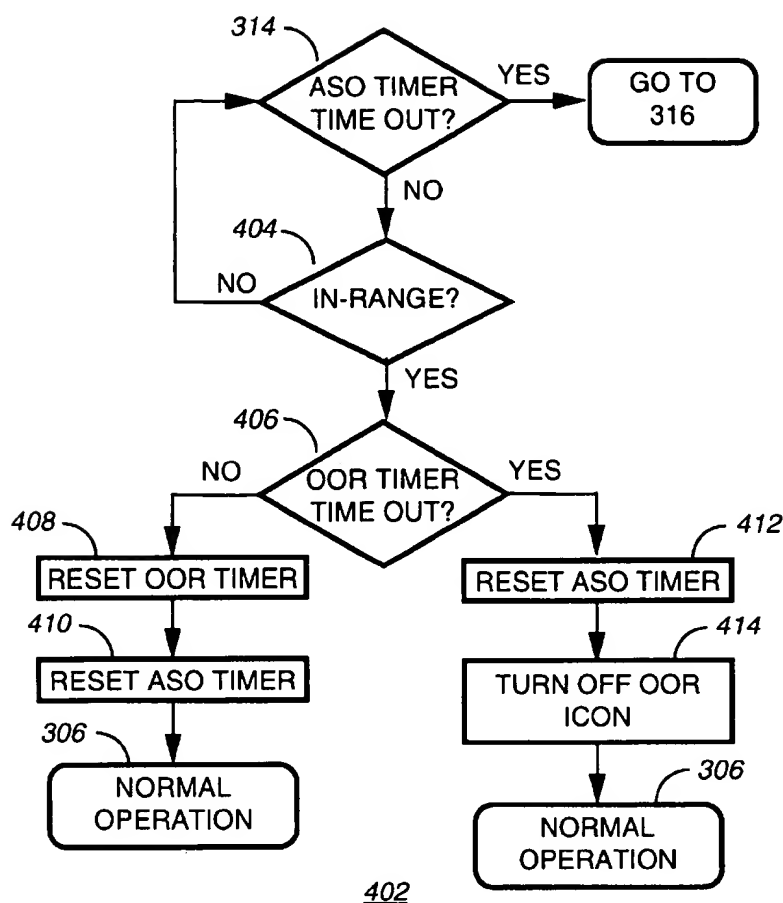 314
ASO TIMER
TIME OUT?
YES
GO TO
316
NO
404
NO
IN-RANGE?
YES
406
NO
OOR TIMER
TIME OUT?
YES
408
RESET OOR TIMER
412
RESET ASO TIMER
410
RESET ASO TIMER
414
TURN OFF OOR
ICON
306
NORMAL
OPERATION
306
NORMAL
OPERATION
402